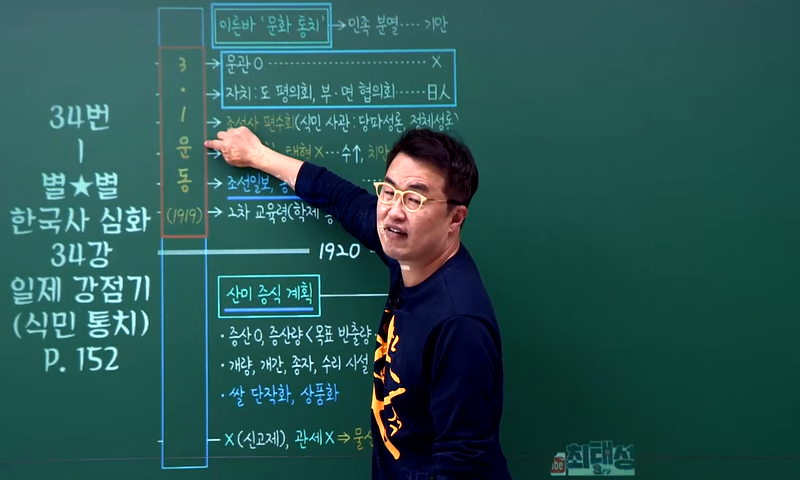 34번
1
별★별
한국사 심화
34강
일제 강점기
(식민 통치)
P. 152
3·1운동
(1919)
이른바 '문화 통치' → 민족 분열 ···· 기만
→ 문관 O ···· X
→ 자치: 도 평의회, 부·면 협의회 ···· 日人
→ 조선사 편수회(식민 사관: 당파성론, 정체성론)
태형 X ··· 수↑, 치안
→ 조선일보,
→ 2차 교육령(학제
1920
산미 증식 계획
· 증산 O, 증산량 < 목표 반출량
· 개량, 개간, 종자, 수리 시설
· 쌀 단작화, 상품화
X (신고제), 관세 X ⇒ 물산
최태성